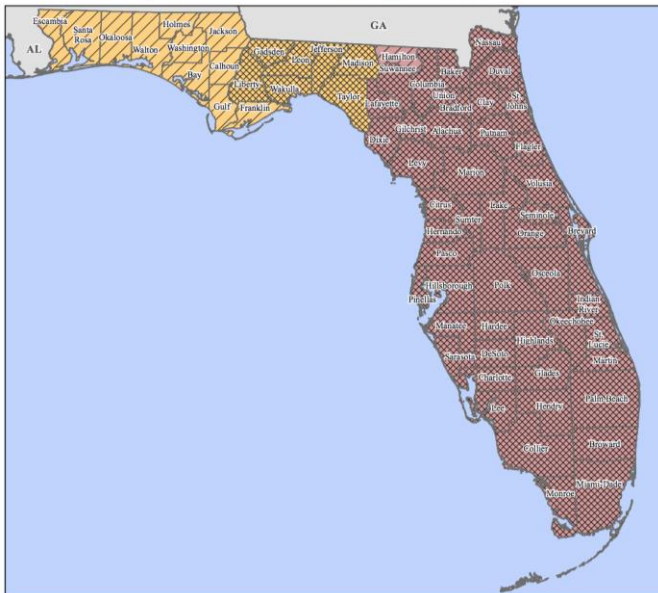 GA
AL
Escambia
Santa
Rosa
Okaloosa
Holmes
Walton
Washington
Jackson
Bay
Calhoun
Gulf
Franklin
Liberty
Gadsden
Leon
Wakulla
Jefferson
Madison
Taylor
Hamilton
Suwannee
Lafayette
Dixie
Columbia
Baker
Union
Bradford
Nassau
Duval
Clay
St.
Johns
Gilchrist
Alachua
Putnam
Flagler
Levy
Marion
Volusia
Citrus
Sumter
Lake
Seminole
Hernando
Orange
Brevard
Pasco
Osceola
Pinellas
Hillsborough
Polk
Indian
River
Manatee
Hardee
Okeechobee
Highlands
St.
Lucie
Sarasota
DeSoto
Martin
Charlotte
Glades
Lee
Hendry
Palm Beach
Collier
Broward
Monroe
Miami-Dade